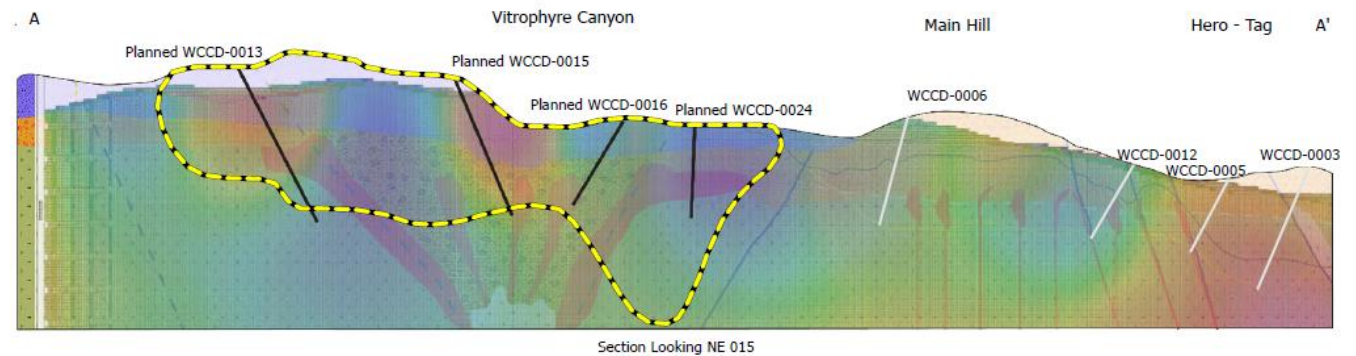 A
Vitrophyre Canyon
Main Hill
Hero - Tag
A'
Planned WCCD-0013
Planned WCCD-0015
Planned WCCD-0016
Planned WCCD-0024
WCCD-0006
WCCD-0012
WCCD-0005
WCCD-0003
Section Looking NE 015